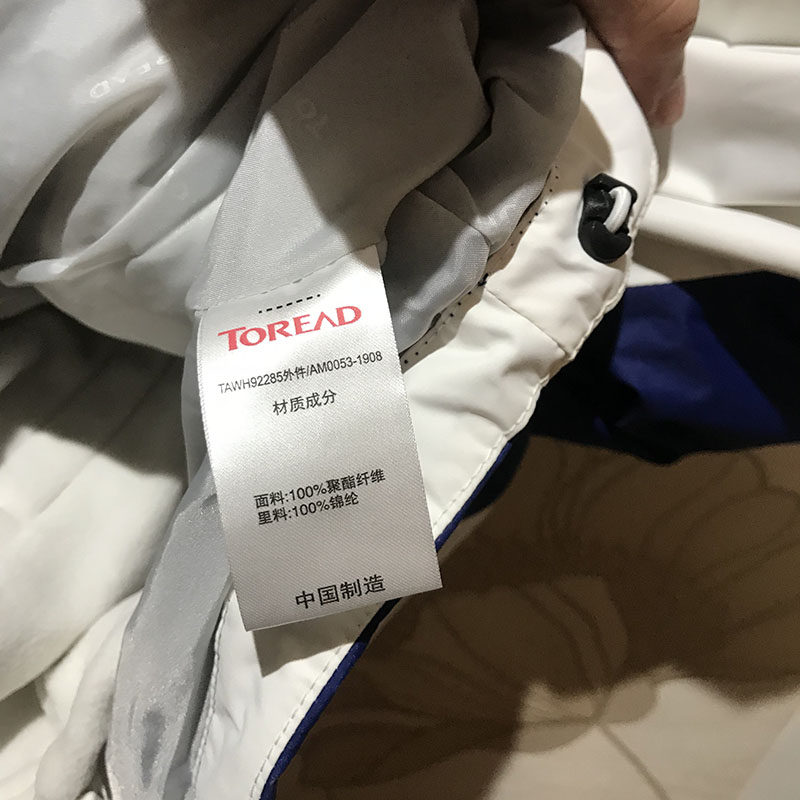 TOREAD
TAWH92285外件/AM0053-1908
材质成分
面料:100%聚酯纤维
里料:100%锦纶
中国制造